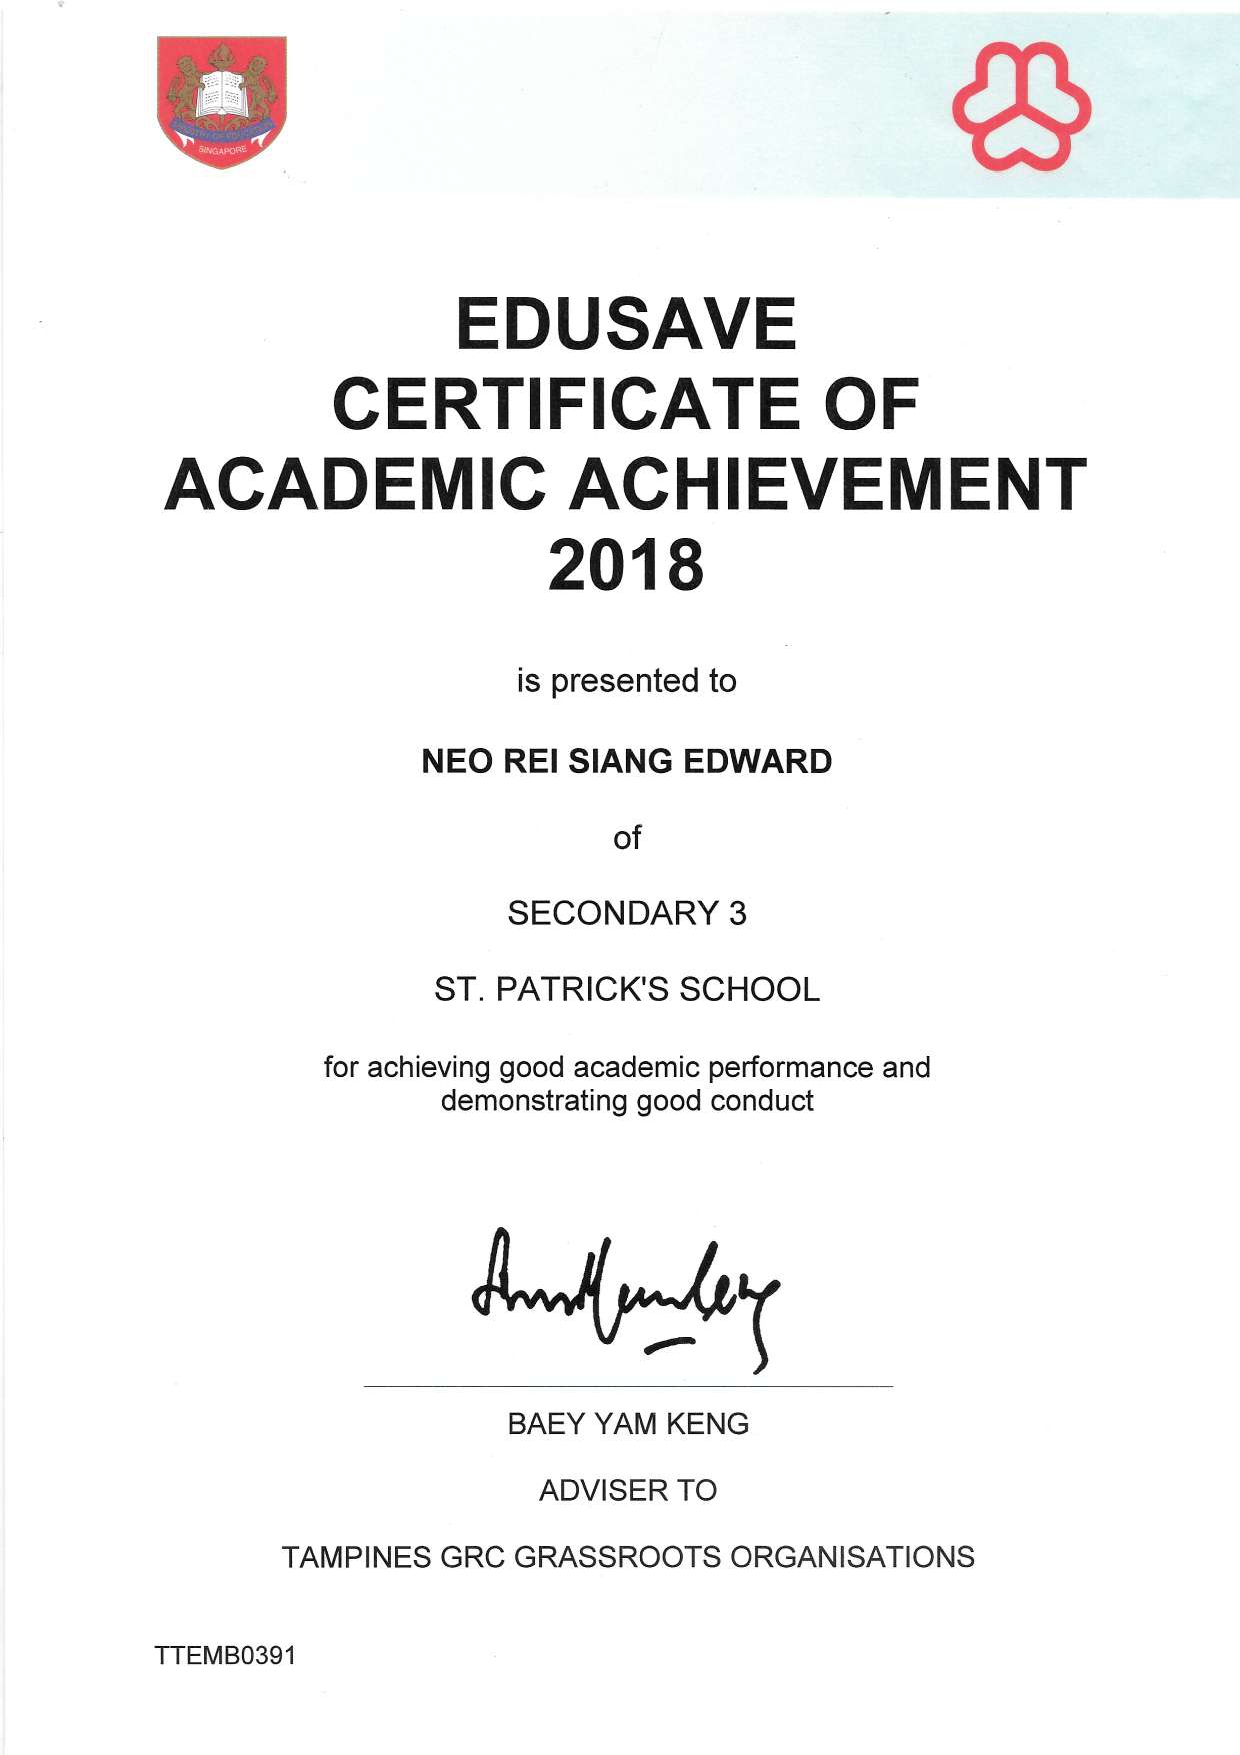 MINISTRY OF EDUCATION
SINGAPORE
EDUSAVE
CERTIFICATE OF
ACADEMIC ACHIEVEMENT
2018
is presented to
NEO REI SIANG EDWARD
of
SECONDARY 3
ST. PATRICK'S SCHOOL
for achieving good academic performance and
demonstrating good conduct
BAEY YAM KENG
ADVISER TO
TAMPINES GRC GRASSROOTS ORGANISATIONS
TTEMB0391